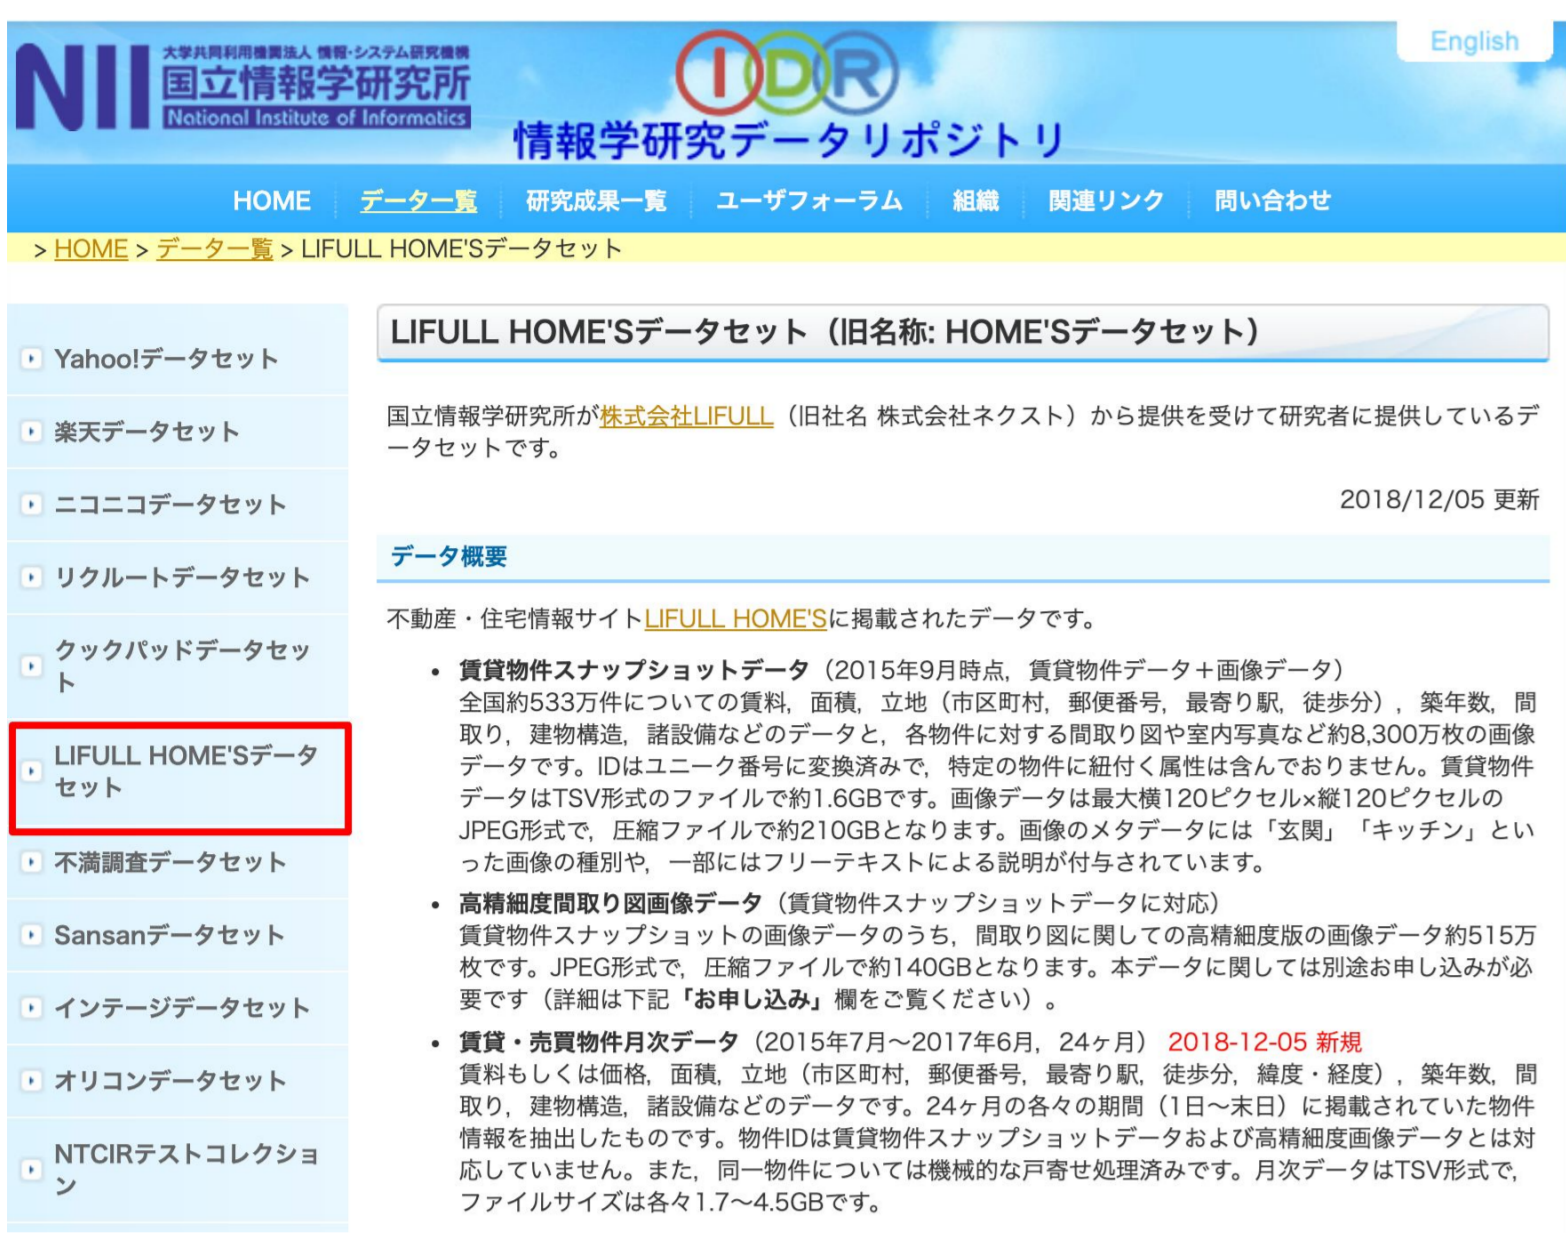 English
NII
大学共同利用機関法人 情報・システム研究機構
国立情報学研究所
National Institute of Informatics
IDR
情報学研究データリポジトリ
HOME データ一覧 研究成果一覧 ユーザフォーラム 組織 関連リンク 問い合わせ
> HOME > データ一覧 > LIFULL HOME'Sデータセット
Yahoo!データセット
楽天データセット
ニコニコデータセット
リクルートデータセット
クックパッドデータセッ
ト
LIFULL HOME'Sデータ
セット
不満調査データセット
Sansanデータセット
インテージデータセット
オリコンデータセット
NTCIRテストコレクショ
ン
LIFULL HOME'Sデータセット（旧名称: HOME'Sデータセット）
国立情報学研究所が株式会社LIFULL（旧社名 株式会社ネクスト）から提供を受けて研究者に提供しているデ
ータセットです。
2018/12/05 更新
データ概要
不動産・住宅情報サイトLIFULL HOME'Sに掲載されたデータです。
• 賃貸物件スナップショットデータ（2015年9月時点，賃貸物件データ＋画像データ）
全国約533万件についての賃料，面積，立地（市区町村，郵便番号，最寄り駅，徒歩分），築年数，間
取り，建物構造，諸設備などのデータと，各物件に対する間取り図や室内写真など約8,300万枚の画像
データです。IDはユニーク番号に変換済みで，特定の物件に紐付く属性は含んでおりません。賃貸物件
データはTSV形式のファイルで約1.6GBです。画像データは最大横120ピクセル×縦120ピクセルの
JPEG形式で，圧縮ファイルで約210GBとなります。画像のメタデータには「玄関」「キッチン」とい
った画像の種別や，一部にはフリーテキストによる説明が付与されています。
• 高精細度間取り図画像データ（賃貸物件スナップショットデータに対応）
賃貸物件スナップショットの画像データのうち，間取り図に関しての高精細度版の画像データ約515万
枚です。JPEG形式で，圧縮ファイルで約140GBとなります。本データに関しては別途お申し込みが必
要です（詳細は下記「お申し込み」欄をご覧ください）。
• 賃貸・売買物件月次データ（2015年7月～2017年6月，24ヶ月） 2018-12-05 新規
賃料もしくは価格，面積，立地（市区町村，郵便番号，最寄り駅，徒歩分，緯度・経度），築年数，間
取り，建物構造，諸設備などのデータです。24ヶ月の各々の期間（1日～末日）に掲載されていた物件
情報を抽出したものです。物件IDは賃貸物件スナップショットデータおよび高精細度画像データとは対
応していません。また，同一物件については機械的な戸寄せ処理済みです。月次データはTSV形式で，
ファイルサイズは各々1.7～4.5GBです。